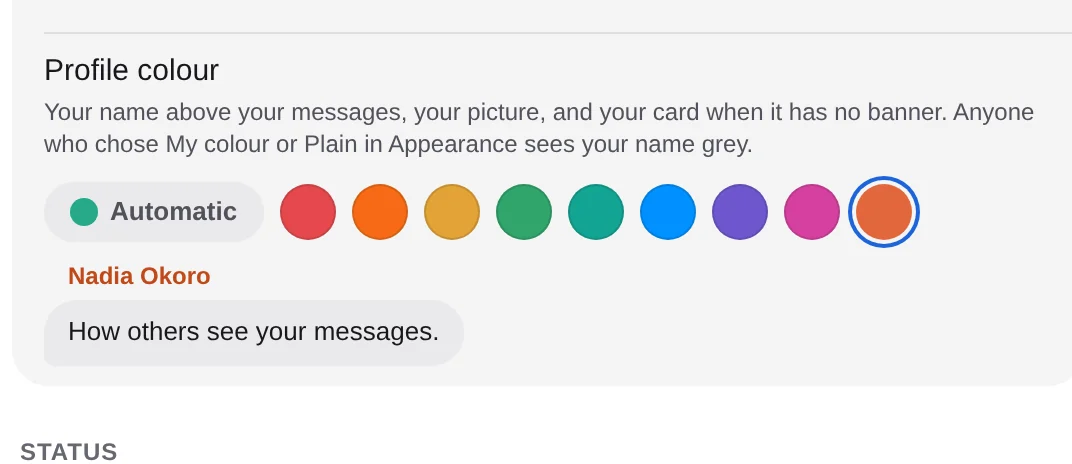 Profile colour
Your name above your messages, your picture, and your card when it has no banner. Anyone
who chose My colour or Plain in Appearance sees your name grey.
Automatic
Nadia Okoro
How others see your messages.
STATUS